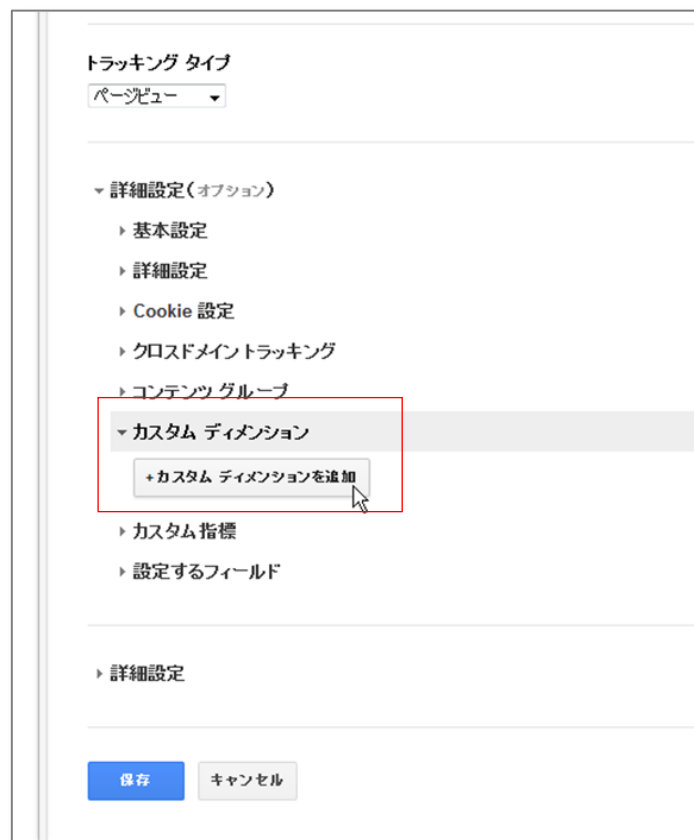 トラッキング タイプ
ページビュー
詳細設定(オプション)
基本設定
詳細設定
Cookie 設定
クロスドメイントラッキング
コンテンツ グループ
カスタム ディメンション
+カスタム ディメンションを追加
カスタム指標
設定するフィールド
詳細設定
保存 キャンセル